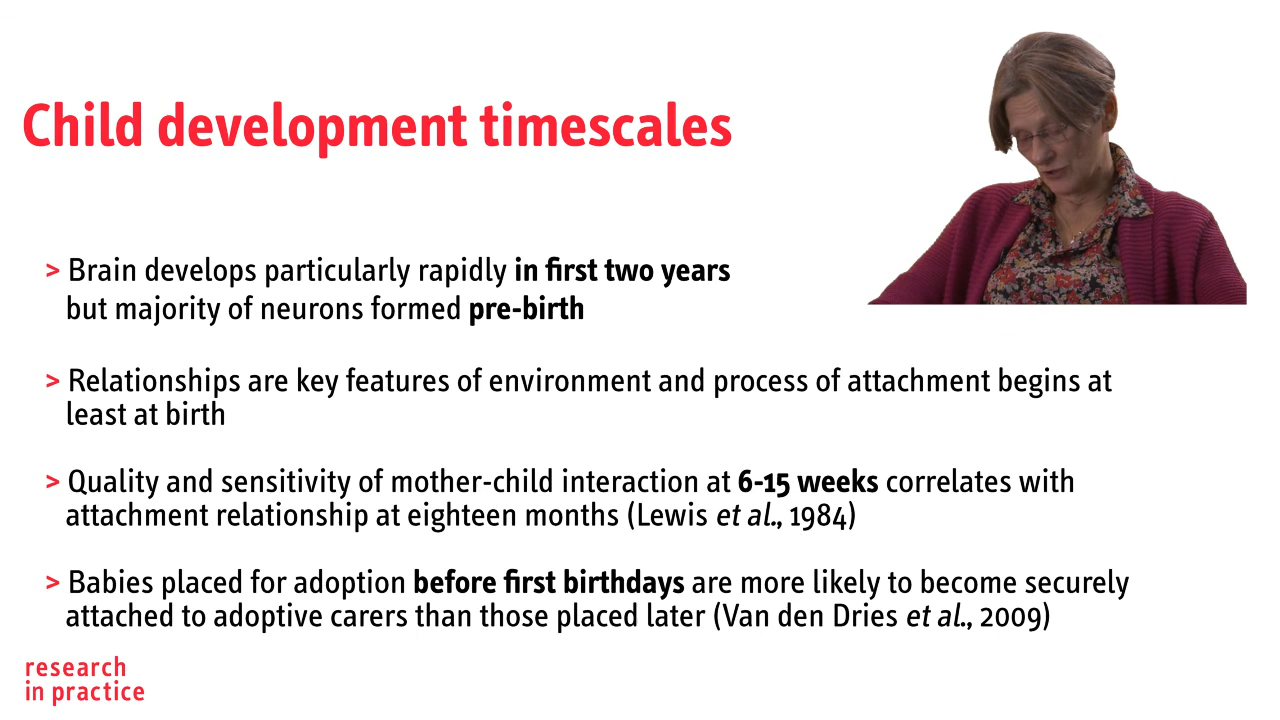 Child development timescales
> Brain develops particularly rapidly in first two years
but majority of neurons formed pre-birth
> Relationships are key features of environment and process of attachment begins at
least at birth
> Quality and sensitivity of mother-child interaction at 6-15 weeks correlates with
attachment relationship at eighteen months (Lewis et al., 1984)
> Babies placed for adoption before first birthdays are more likely to become securely
attached to adoptive carers than those placed later (Van den Dries et al., 2009)
research
in practice